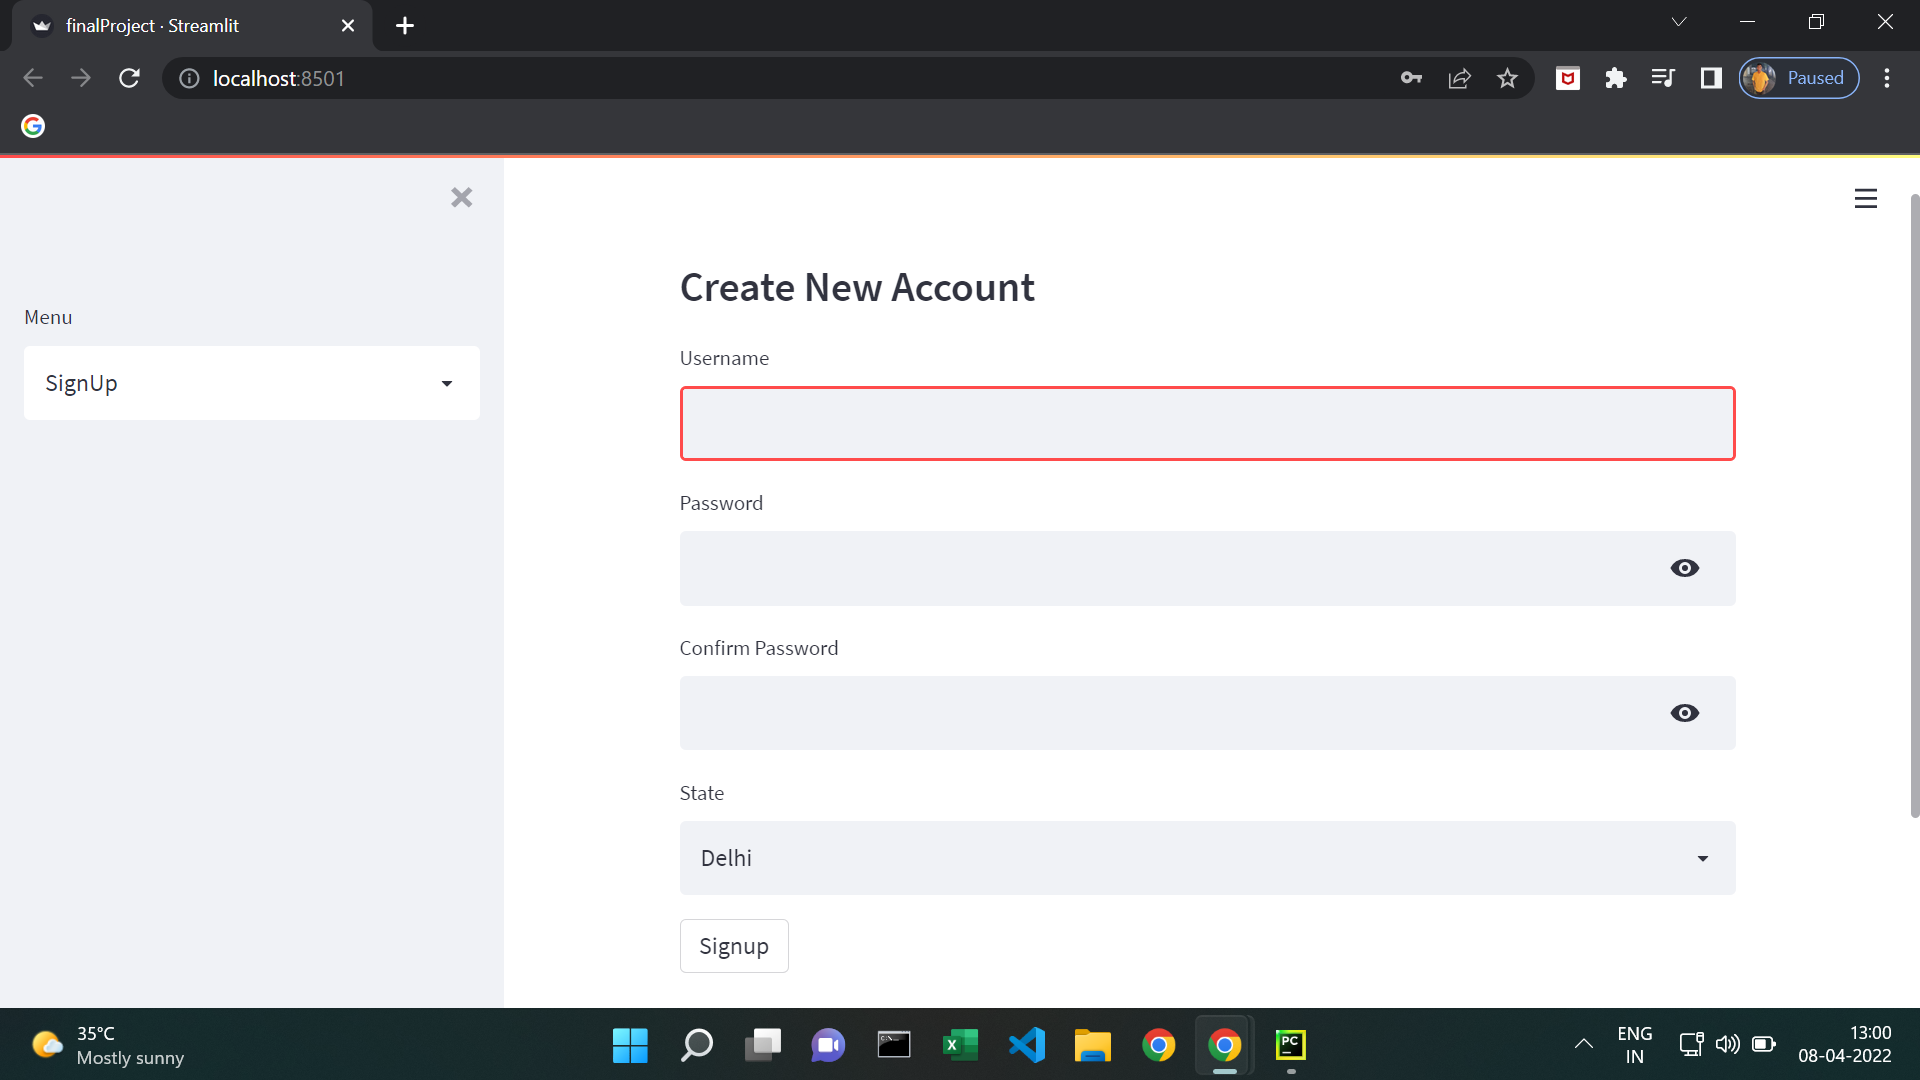 finalProject · Streamlit
localhost:8501
Paused
Menu
SignUp
Create New Account
Username
Password
Confirm Password
State
Delhi
Signup
35°C
Mostly sunny
ENG
IN
13:00
08-04-2022